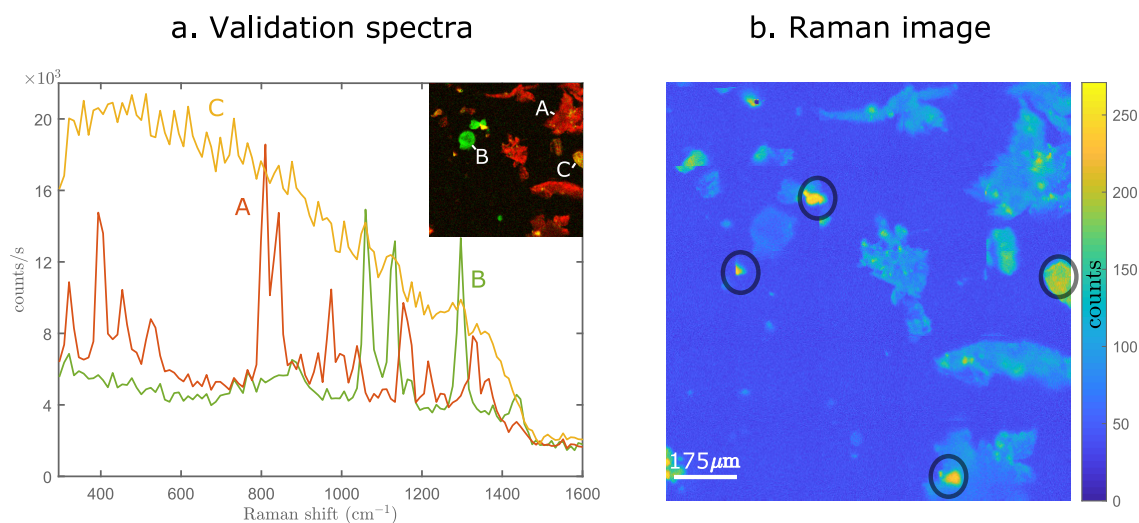 a. Validation spectra
×10³
20
16
12
8
4
0
counts/s
400
600
800
1000
1200
1400
1600
Raman shift (cm⁻¹)
C
A
B
A
B
C
b. Raman image
175μm
250
200
150
100
50
0
counts